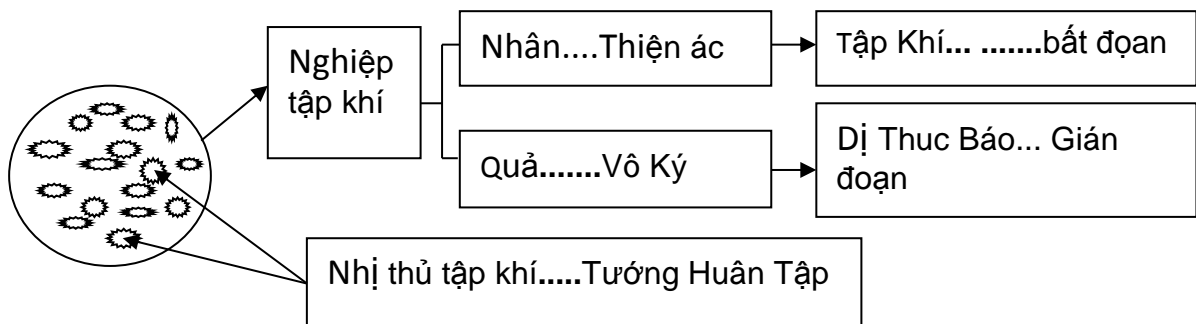 Nghiệp
tập khí
Nhân....Thiện ác
Tập Khí... .......bất đọan
Quả.......Vô Ký
Dị Thuc Báo... Gián
đoạn
Nhị thủ tập khí.....Tướng Huân Tập